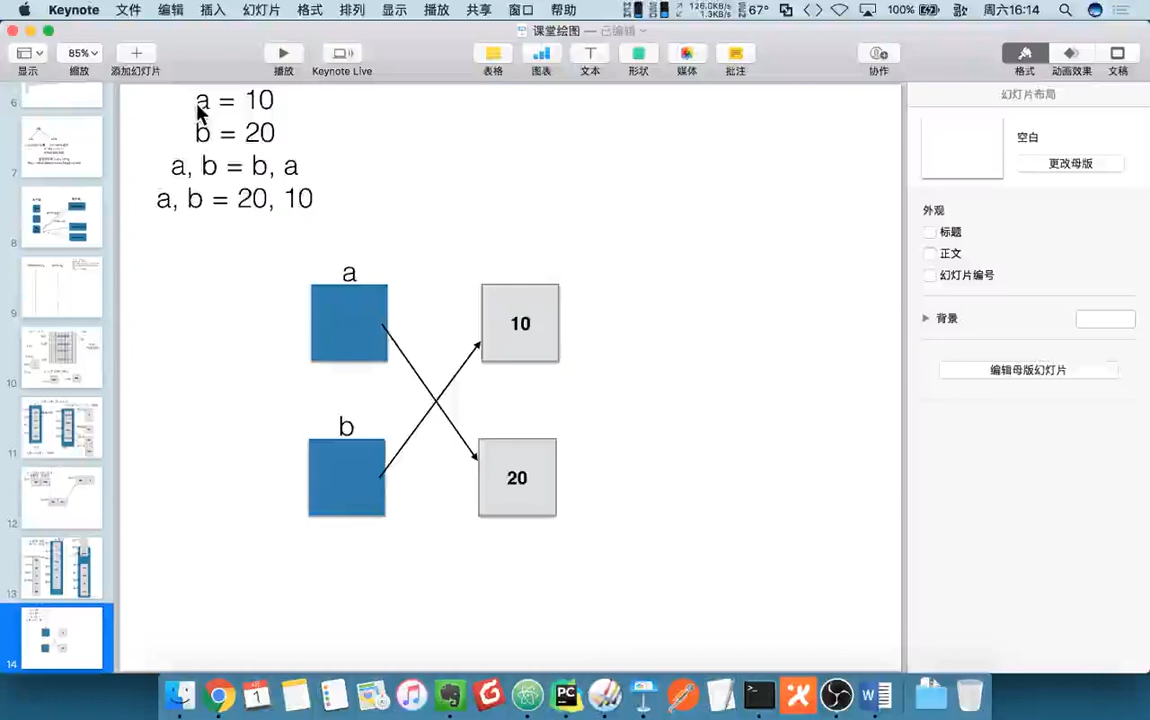 Keynote 文件 编辑 插入 幻灯片 格式 排列 显示 播放 共享 窗口 帮助 67° 100% 周六16:14
课堂绘图 — 已编辑
85%
显示 缩放 添加幻灯片 播放 Keynote Live 表格 图表 文本 形状 媒体 批注 协作 格式 动画效果 文稿
幻灯片布局
空白
更改母版
外观
标题
正文
幻灯片编号
背景
编辑母版幻灯片
6
7
8
9
10
11
12
13
14
a = 10
b = 20
a, b = b, a
a, b = 20, 10
a
10
b
20